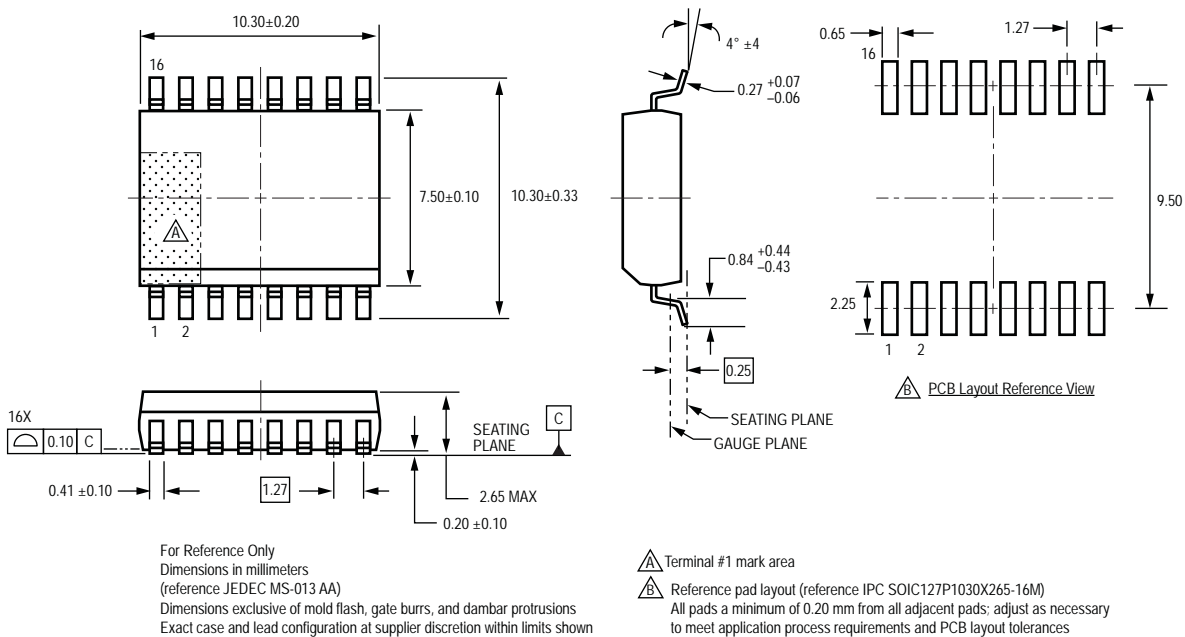 10.30±0.20
16
7.50±0.10
10.30±0.33
A
1 2
4° ±4
0.27 +0.07
–0.06
0.84 +0.44
–0.43
0.25
SEATING PLANE
GAUGE PLANE
0.65
1.27
16
9.50
2.25
1 2
B PCB Layout Reference View
16X
0.10 C
SEATING
PLANE
C
0.41 ±0.10
1.27
2.65 MAX
0.20 ±0.10
For Reference Only
Dimensions in millimeters
(reference JEDEC MS-013 AA)
Dimensions exclusive of mold flash, gate burrs, and dambar protrusions
Exact case and lead configuration at supplier discretion within limits shown
A Terminal #1 mark area
B Reference pad layout (reference IPC SOIC127P1030X265-16M)
All pads a minimum of 0.20 mm from all adjacent pads; adjust as necessary
to meet application process requirements and PCB layout tolerances